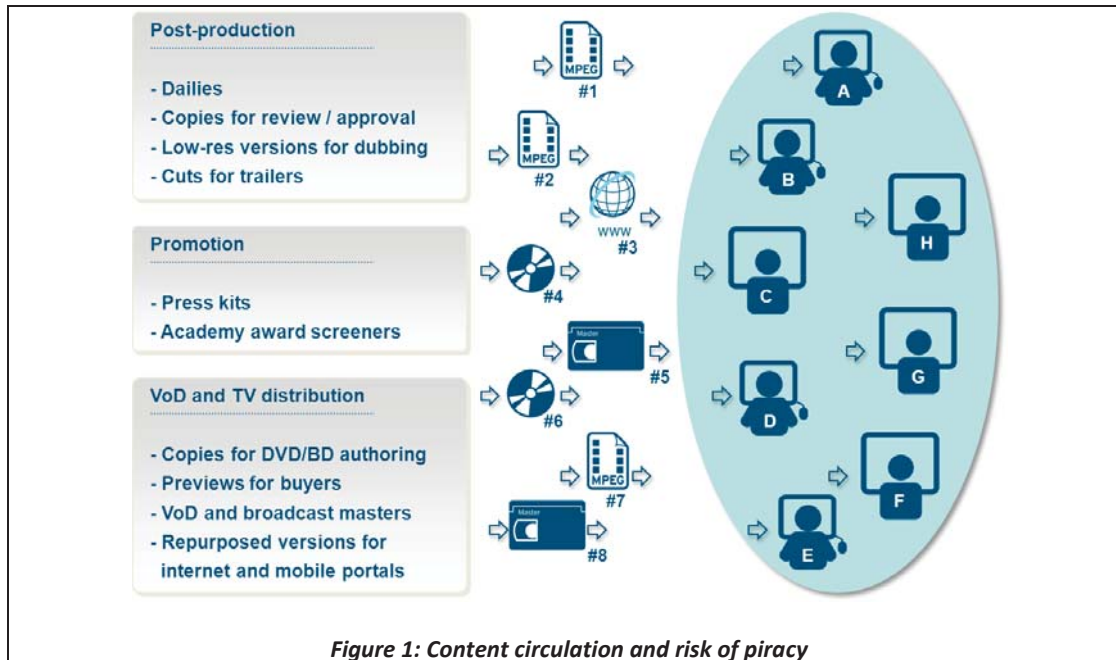 Post-production
- Dailies
- Copies for review / approval
- Low-res versions for dubbing
- Cuts for trailers
Promotion
- Press kits
- Academy award screeners
VoD and TV distribution
- Copies for DVD/BD authoring
- Previews for buyers
- VoD and broadcast masters
- Repurposed versions for
internet and mobile portals
MPEG
#1
MPEG
#2
www
#3
#4
Master
#5
#6
MPEG
#7
Master
#8
A
B
H
C
G
D
F
E
Figure 1: Content circulation and risk of piracy